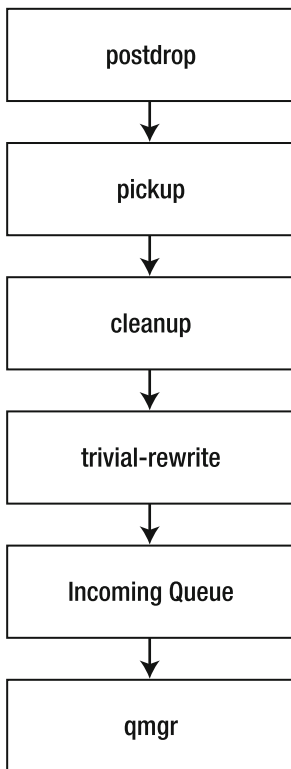 postdrop
pickup
cleanup
trivial-rewrite
Incoming Queue
qmgr